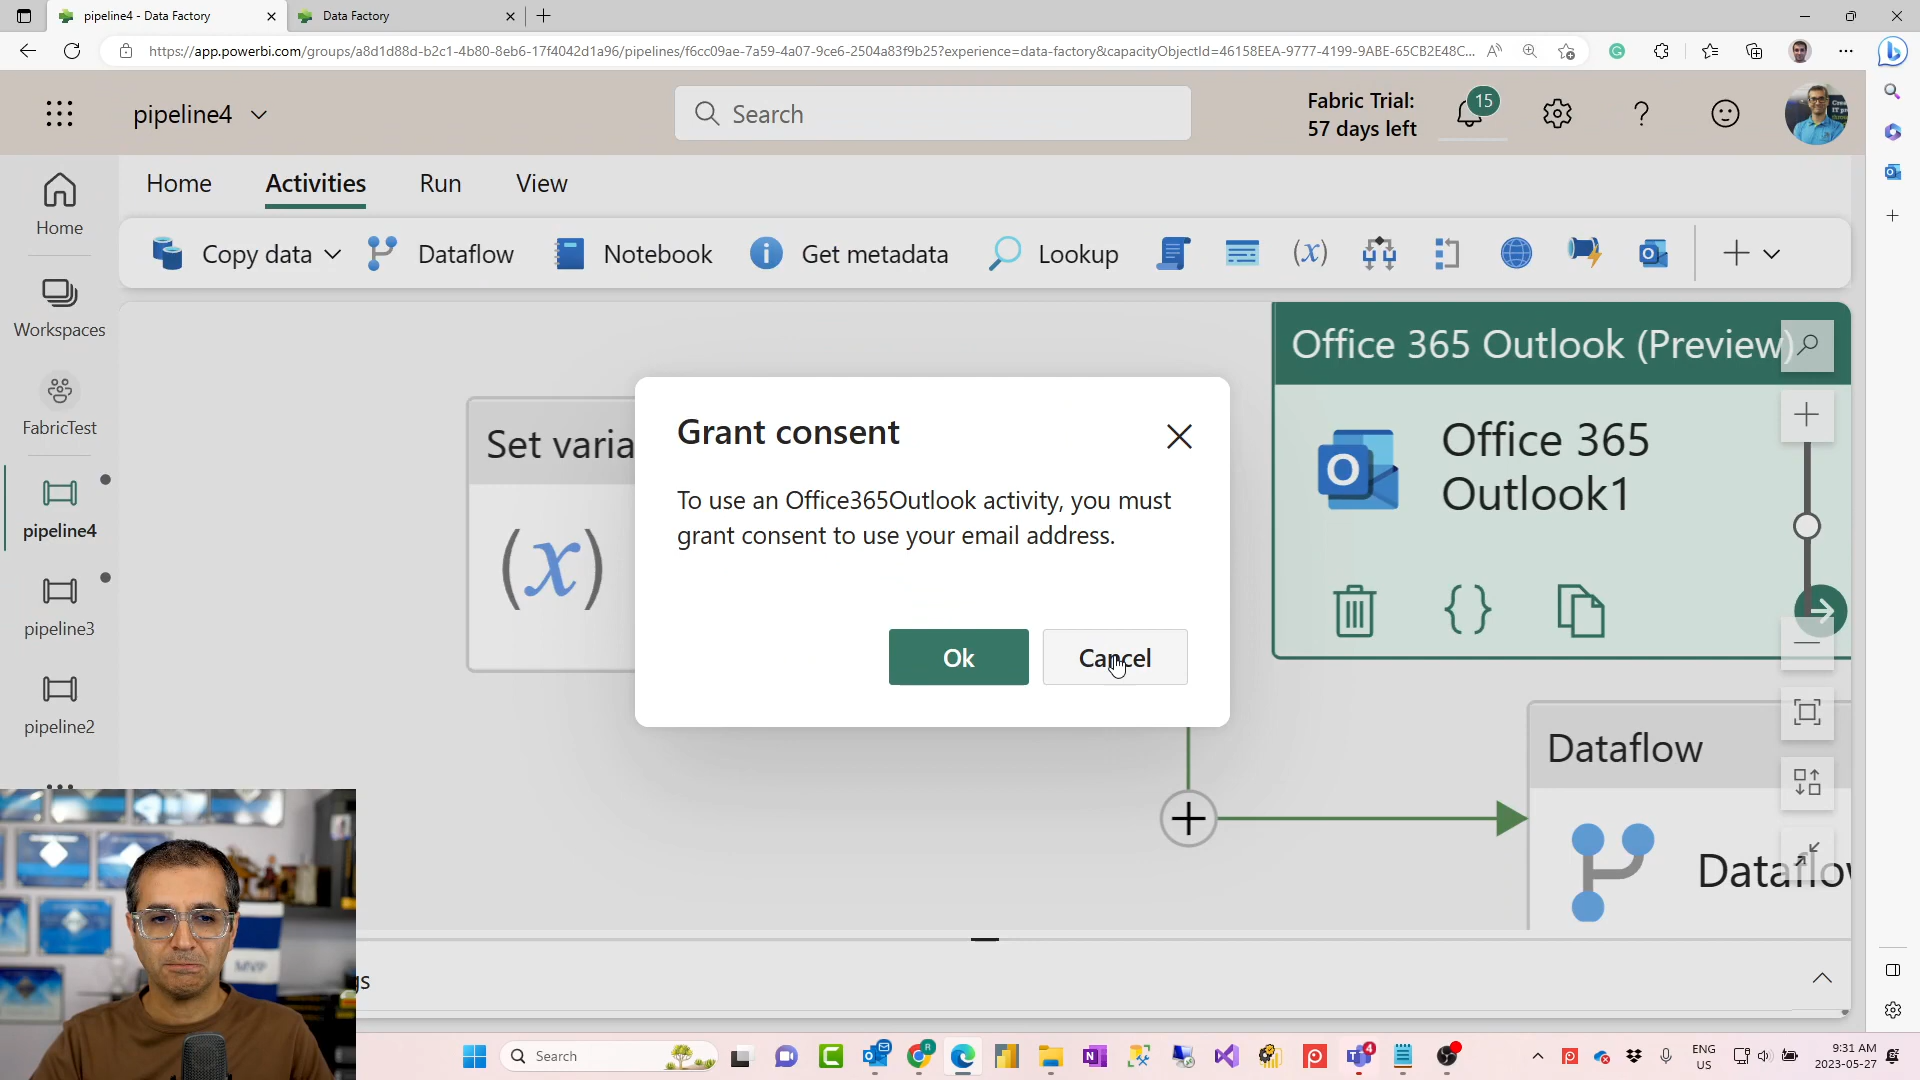 pipeline4 - Data Factory
Data Factory
https://app.powerbi.com/groups/a8d1d88d-b2c1-4b80-8eb6-17f4042d1a96/pipelines/f6cc09ae-7a59-4a07-9ce6-2504a83f9b25?experience=data-factory&capacityObjectId=46158EEA-9777-4199-9ABE-65CB2E48C...
pipeline4
Search
Fabric Trial:
57 days left
15
Home
Activities
Run
View
Copy data
Dataflow
Notebook
Get metadata
Lookup
(x)
Home
Workspaces
FabricTest
pipeline4
pipeline3
pipeline2
Set varia
(x)
Office 365 Outlook (Preview)
Office 365
Outlook1
Grant consent
To use an Office365Outlook activity, you must
grant consent to use your email address.
Ok
Cancel
Dataflow
Dataflow
gs
MVP
Search
ENG
US
9:31 AM
2023-05-27
4